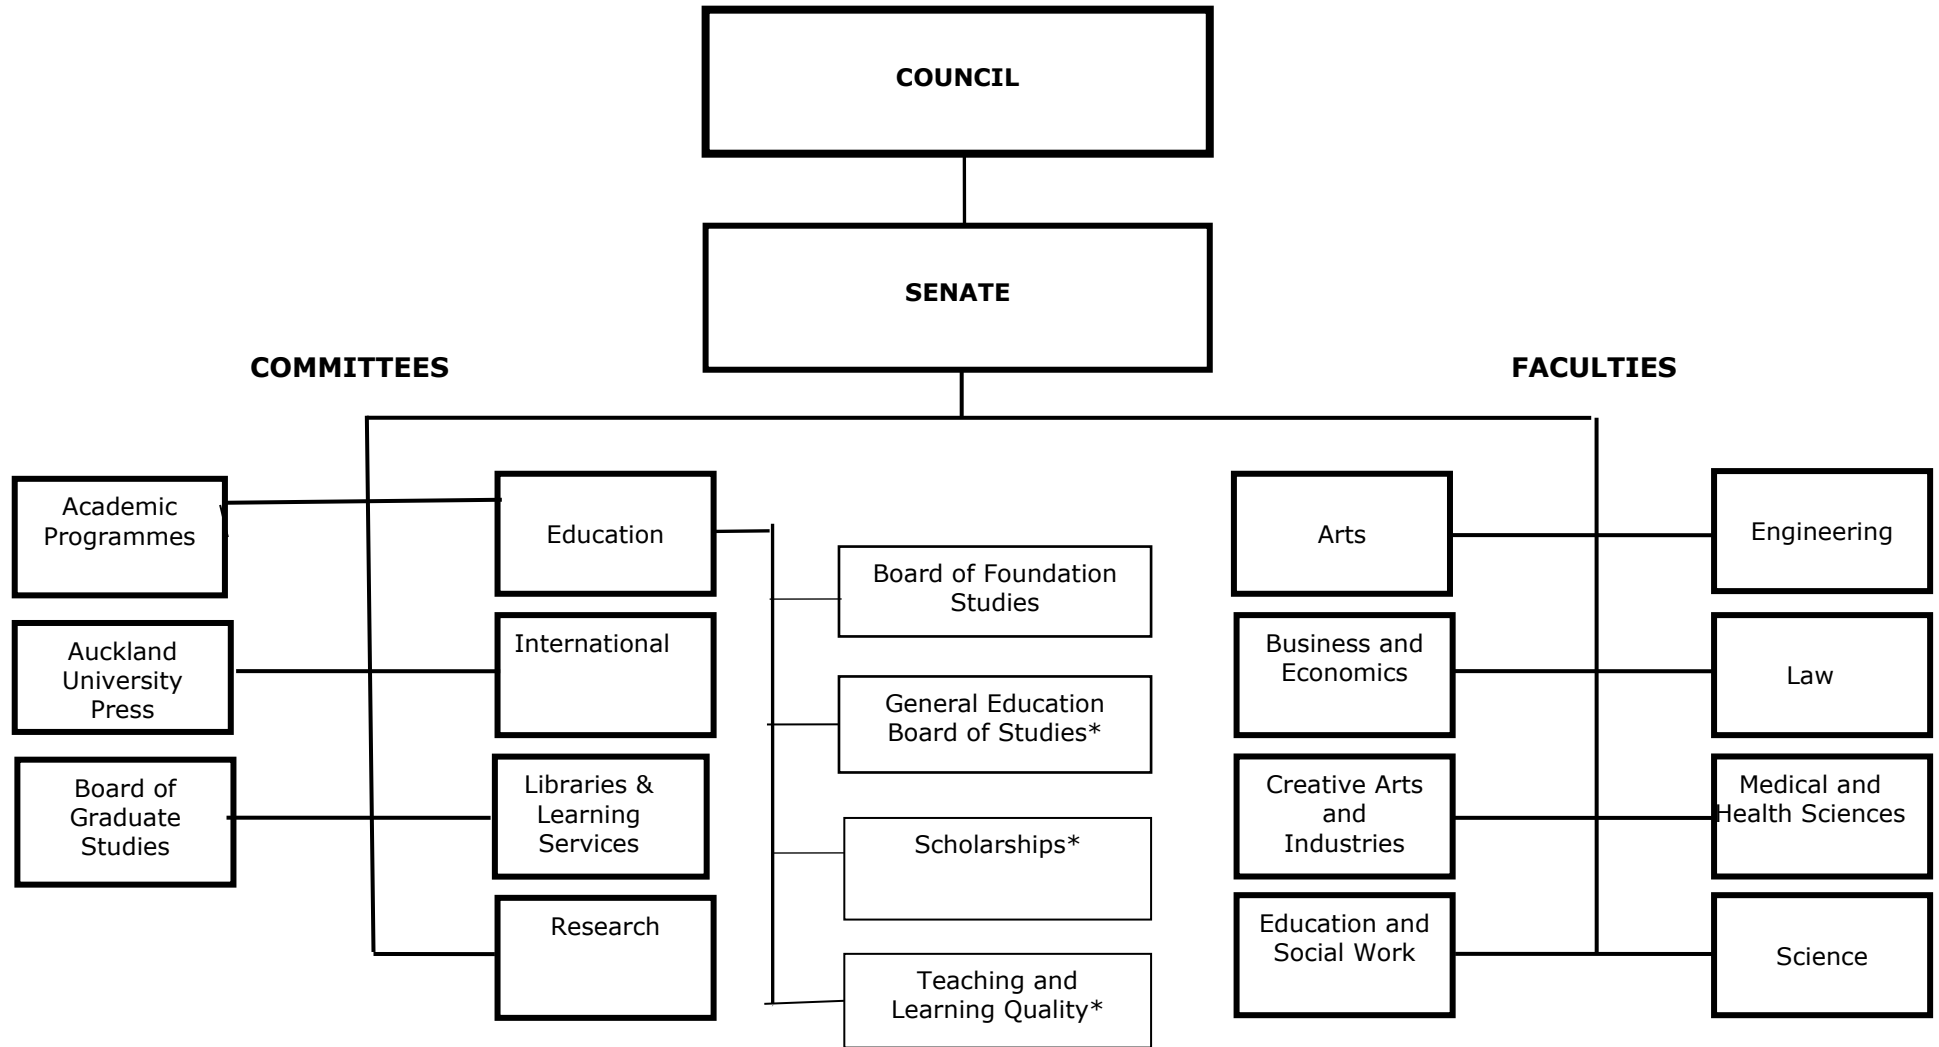 COUNCIL
SENATE
COMMITTEES
FACULTIES
Academic
Programmes
Education
Auckland
University
Press
International
Board of
Graduate
Studies
Libraries &
Learning
Services
Research
Board of Foundation
Studies
General Education
Board of Studies*
Scholarships*
Teaching and
Learning Quality*
Arts
Engineering
Business and
Economics
Law
Creative Arts
and
Industries
Medical and
Health Sciences
Education and
Social Work
Science